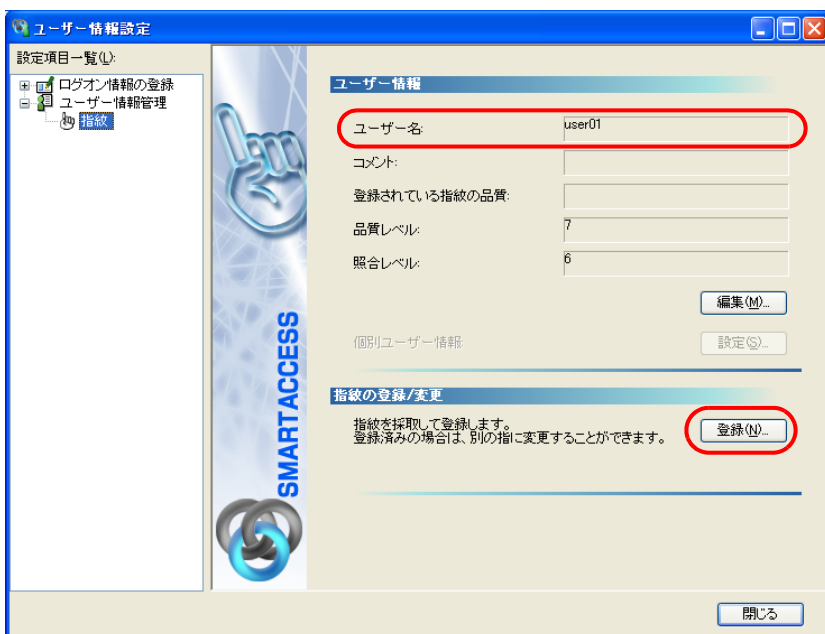 ユーザー情報設定
設定項目一覧(L):
ログオン情報の登録
ユーザー情報管理
指紋
SMARTACCESS
ユーザー情報
ユーザー名: user01
コメント:
登録されている指紋の品質:
品質レベル: 7
照合レベル: 6
編集(M)...
個別ユーザー情報: 設定(S)...
指紋の登録/変更
指紋を採取して登録します。
登録済みの場合は、別の指に変更することができます。
登録(N)...
閉じる